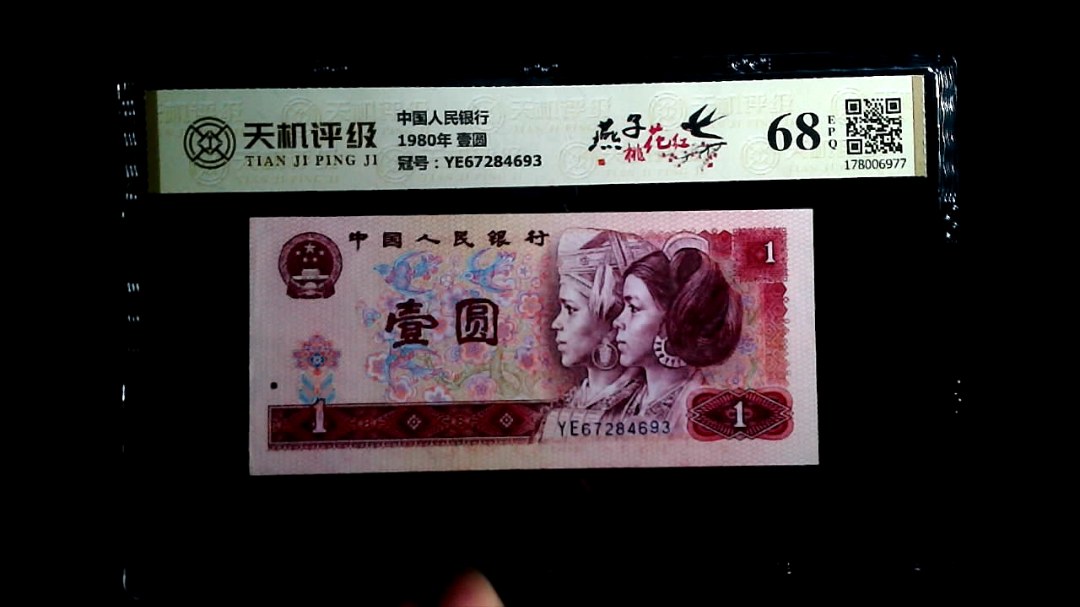 天机评级
TIAN JI PING JI
中国人民银行
1980年 壹圆
冠号：YE67284693
燕子
桃花红
68
EPQ
178006977
中国人民银行
1
壹圆
1
YE67284693
1